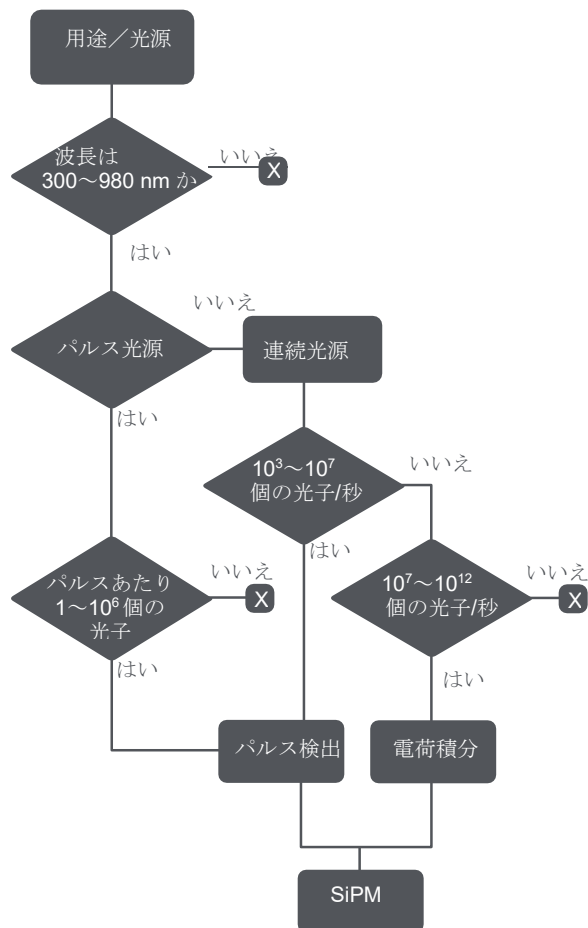 用途／光源
波長は
300～980 nm か
いいえ
X
はい
パルス光源
いいえ
連続光源
はい
10³～10⁷
個の光子/秒
いいえ
はい
パルスあたり
1～10⁶ 個の
光子
いいえ
X
10⁷～10¹²
個の光子/秒
いいえ
X
はい
はい
パルス検出
電荷積分
SiPM